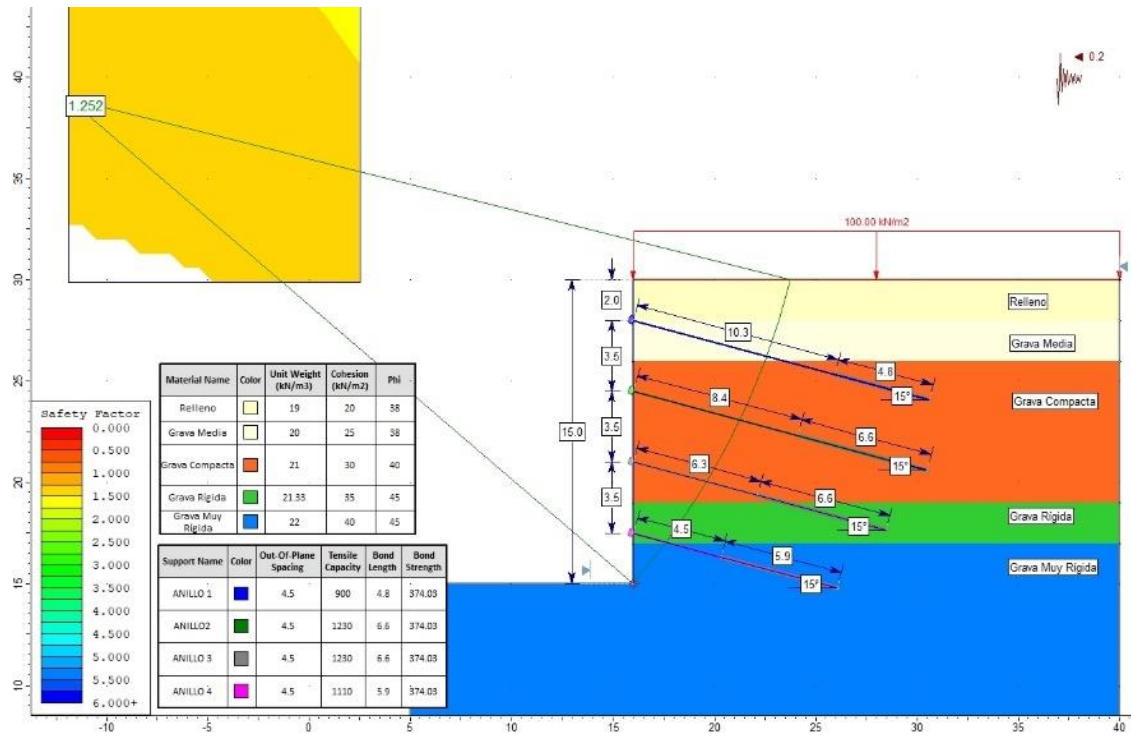 40
35
30
25
20
15
10
1.252
0.2
100.00 kN/m2
2.0
3.5
3.5
3.5
15.0
10.3
4.8
15°
8.4
6.6
15°
6.3
6.6
15°
4.5
5.9
15°
Relleno
Grava Media
Grava Compacta
Grava Rígida
Grava Muy Rígida
Material Name Color Unit Weight (kN/m3) Cohesion (kN/m2) Phi
Relleno 19 20 38
Grava Media 20 25 38
Grava Compacta 21 30 40
Grava Rígida 21.33 35 45
Grava Muy Rígida 22 40 45
Support Name Color Out-Of-Plane Spacing Tensile Capacity Bond Length Bond Strength
ANILLO 1 4.5 900 4.8 374.03
ANILLO2 4.5 1230 6.6 374.03
ANILLO 3 4.5 1230 6.6 374.03
ANILLO 4 4.5 1110 5.9 374.03
Safety Factor
0.000
0.500
1.000
1.500
2.000
2.500
3.000
3.500
4.000
4.500
5.000
5.500
6.000+
-10 -5 0 5 10 15 20 25 30 35 40